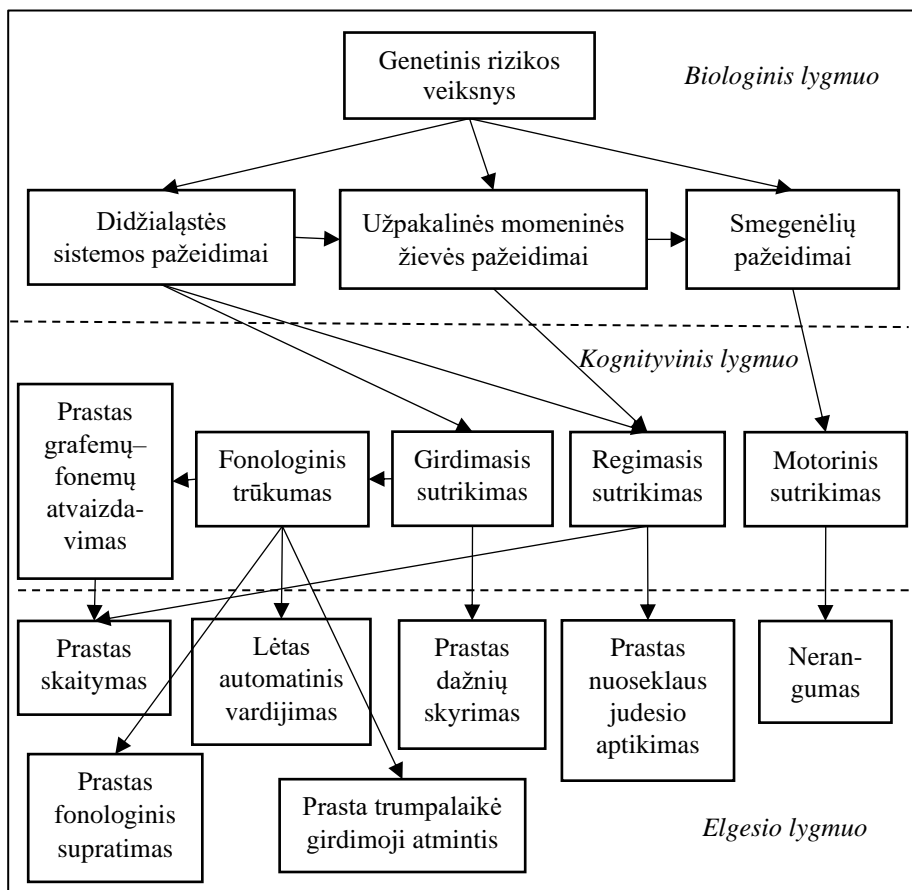 Genetinis rizikos
veiksnys
Biologinis lygmuo
Didžialąstės
sistemos pažeidimai
Užpakalinės momeninės
žievės pažeidimai
Smegenėlių
pažeidimai
Kognityvinis lygmuo
Prastas
grafemų–
fonemų
atvaizda-
vimas
Fonologinis
trūkumas
Girdimasis
sutrikimas
Regimasis
sutrikimas
Motorinis
sutrikimas
Prastas
skaitymas
Lėtas
automatinis
vardijimas
Prastas
dažnių
skyrimas
Prastas
nuoseklaus
judesio
aptikimas
Neran-
gumas
Prastas
fonologinis
supratimas
Prasta trumpalaikė
girdimoji atmintis
Elgesio lygmuo